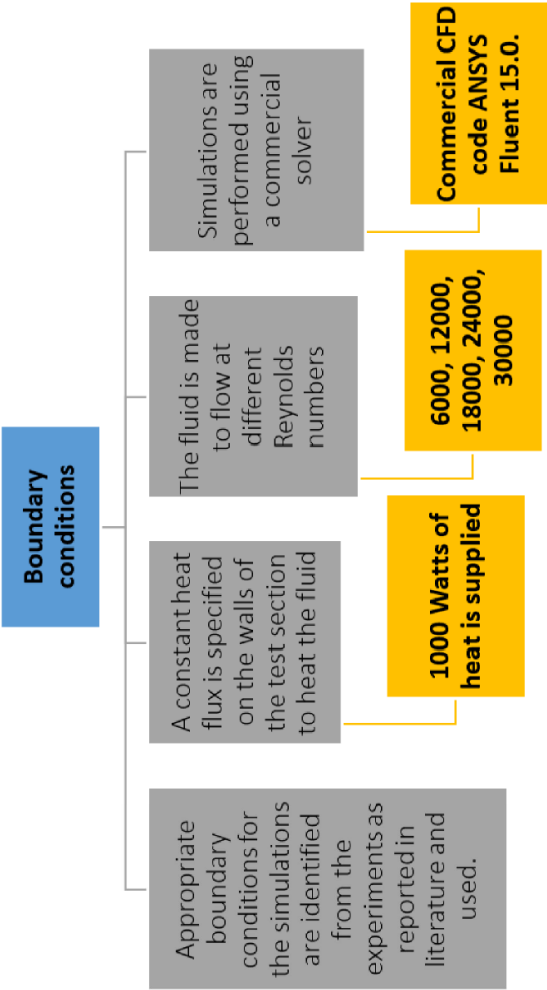 Boundary
conditions
Appropriate
boundary
conditions for
the simulations
are identified
from the
experiments as
reported in
literature and
used.
A constant heat
flux is specified
on the walls of
the test section
to heat the fluid
1000 Watts of
heat is supplied
The fluid is made
to flow at
different
Reynolds
numbers
6000, 12000,
18000, 24000,
30000
Simulations are
performed using
a commercial
solver
Commercial CFD
code ANSYS
Fluent 15.0.